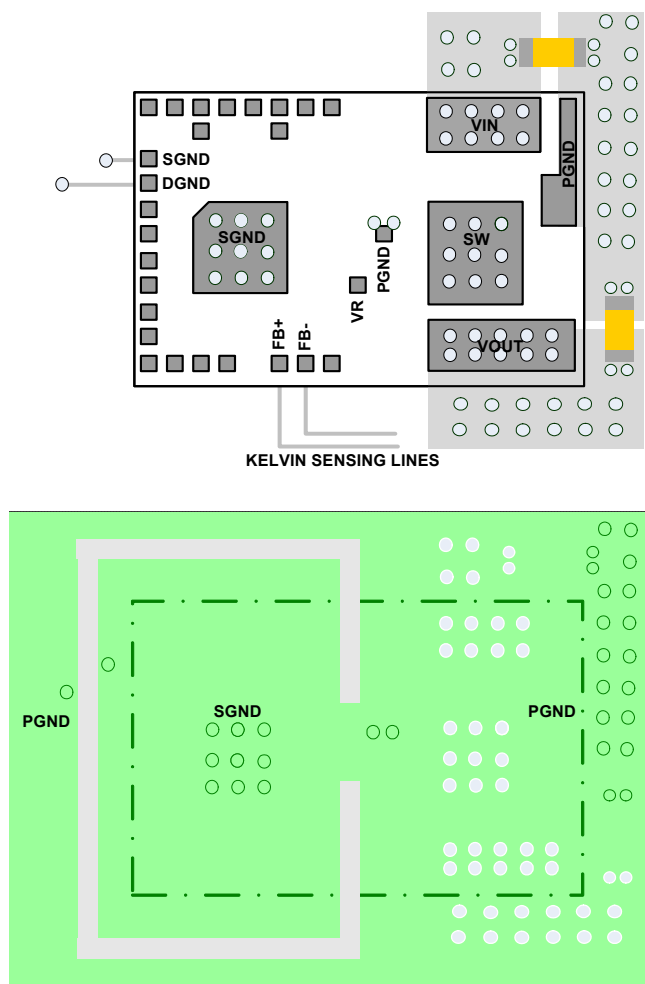 VIN
PGND
SGND
DGND
SGND
PGND
SW
VR
FB+
FB-
VOUT
KELVIN SENSING LINES
SGND
PGND
PGND